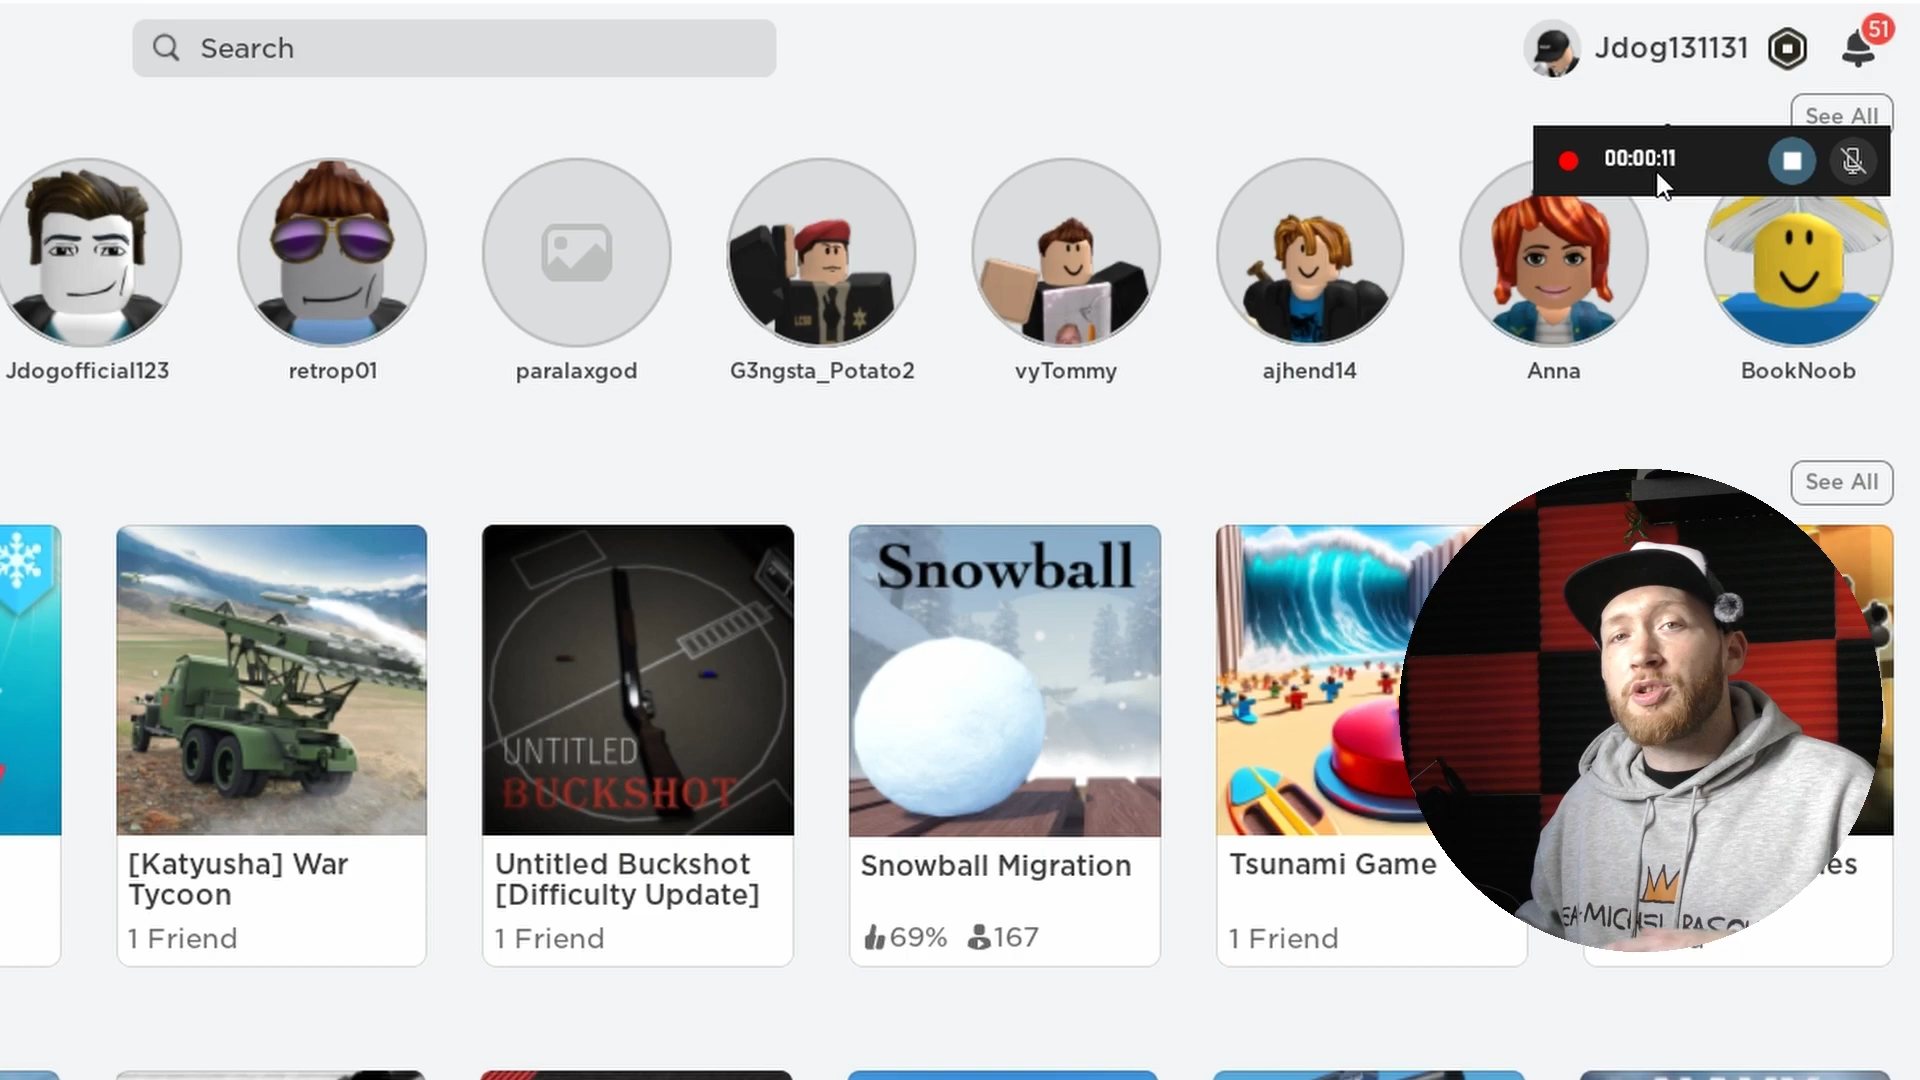 Search
Jdog131131
51
See All
00:00:11
LCSO
Jdogofficial123
retrop01
paralaxgod
G3ngsta_Potato2
vyTommy
ajhend14
Anna
BookNoob
See All
UNTITLED
BUCKSHOT
Snowball
[Katyusha] War
Tycoon
1 Friend
Untitled Buckshot
[Difficulty Update]
1 Friend
Snowball Migration
69%
167
Tsunami Game
1 Friend